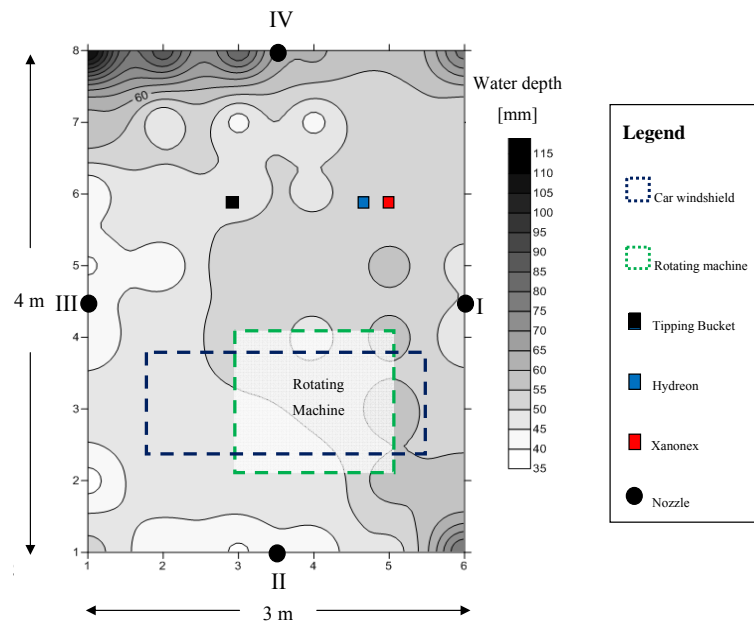 IV
Water depth
[mm]
8
7
6
5
4
3
2
1
60
115
110
105
100
95
90
85
80
75
70
65
60
55
50
45
40
35
4 m
III
I
Rotating
Machine
1
2
3
4
5
6
II
3 m
Legend
Car windshield
Rotating machine
Tipping Bucket
Hydreon
Xanonex
Nozzle